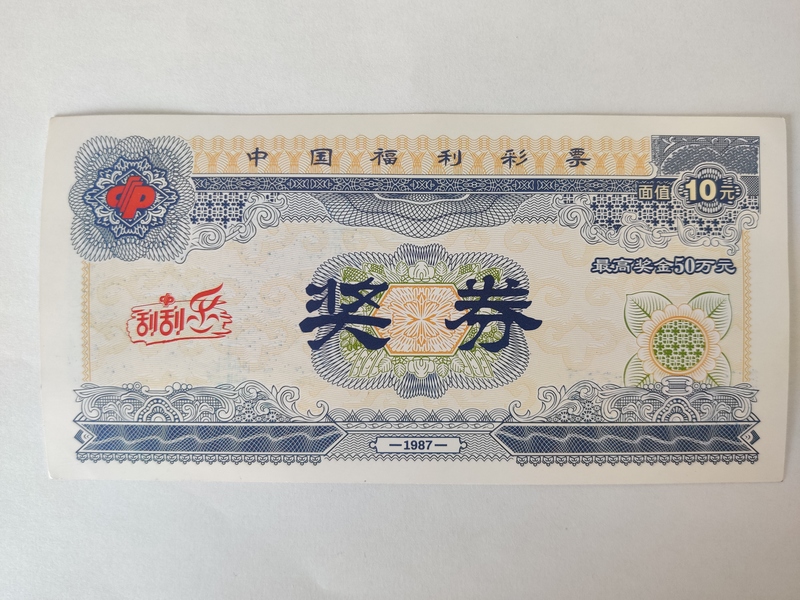 中国福利彩票
面值10元
最高奖金50万元
刮刮乐
奖券
—1987—